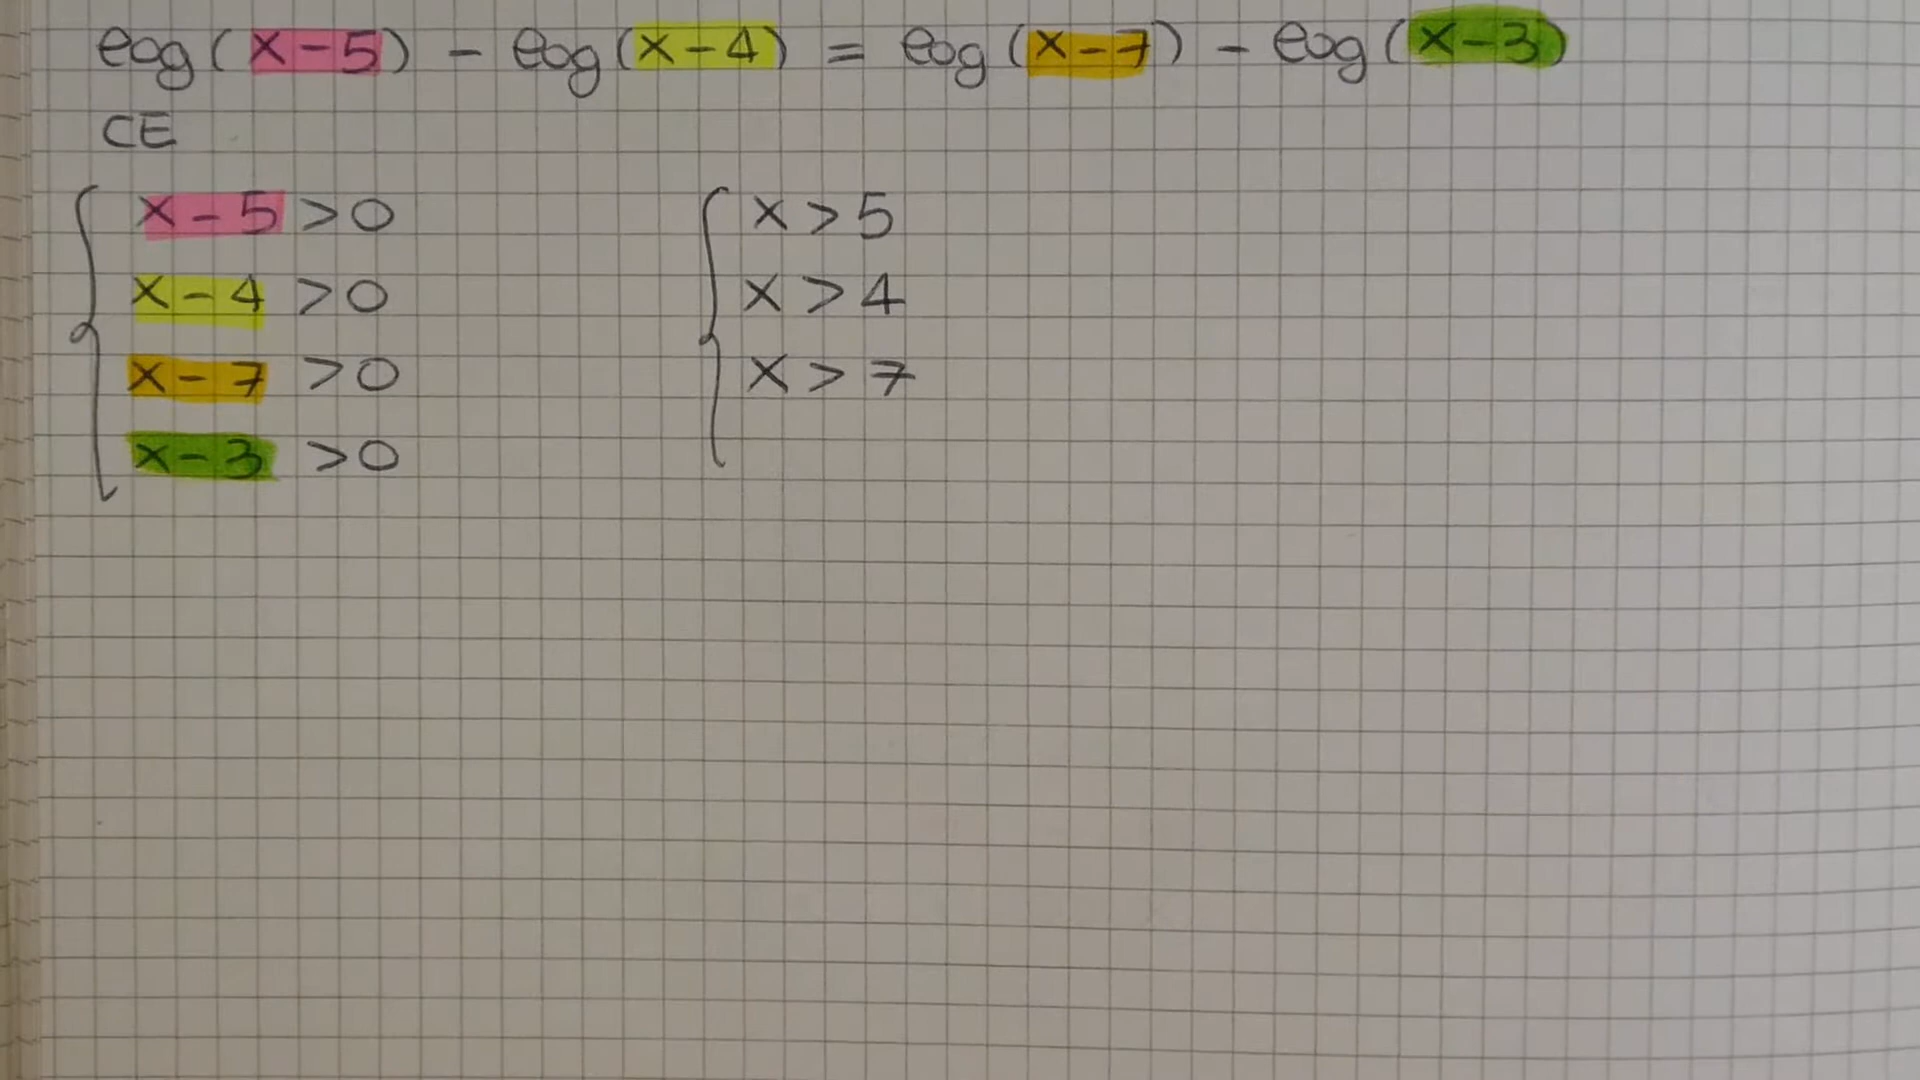 log(x-5) - log(x-4) = log(x-7) - log(x-3)
CE
x-5 >0
x-4 >0
x-7 >0
x-3 >0
x>5
x>4
x>7